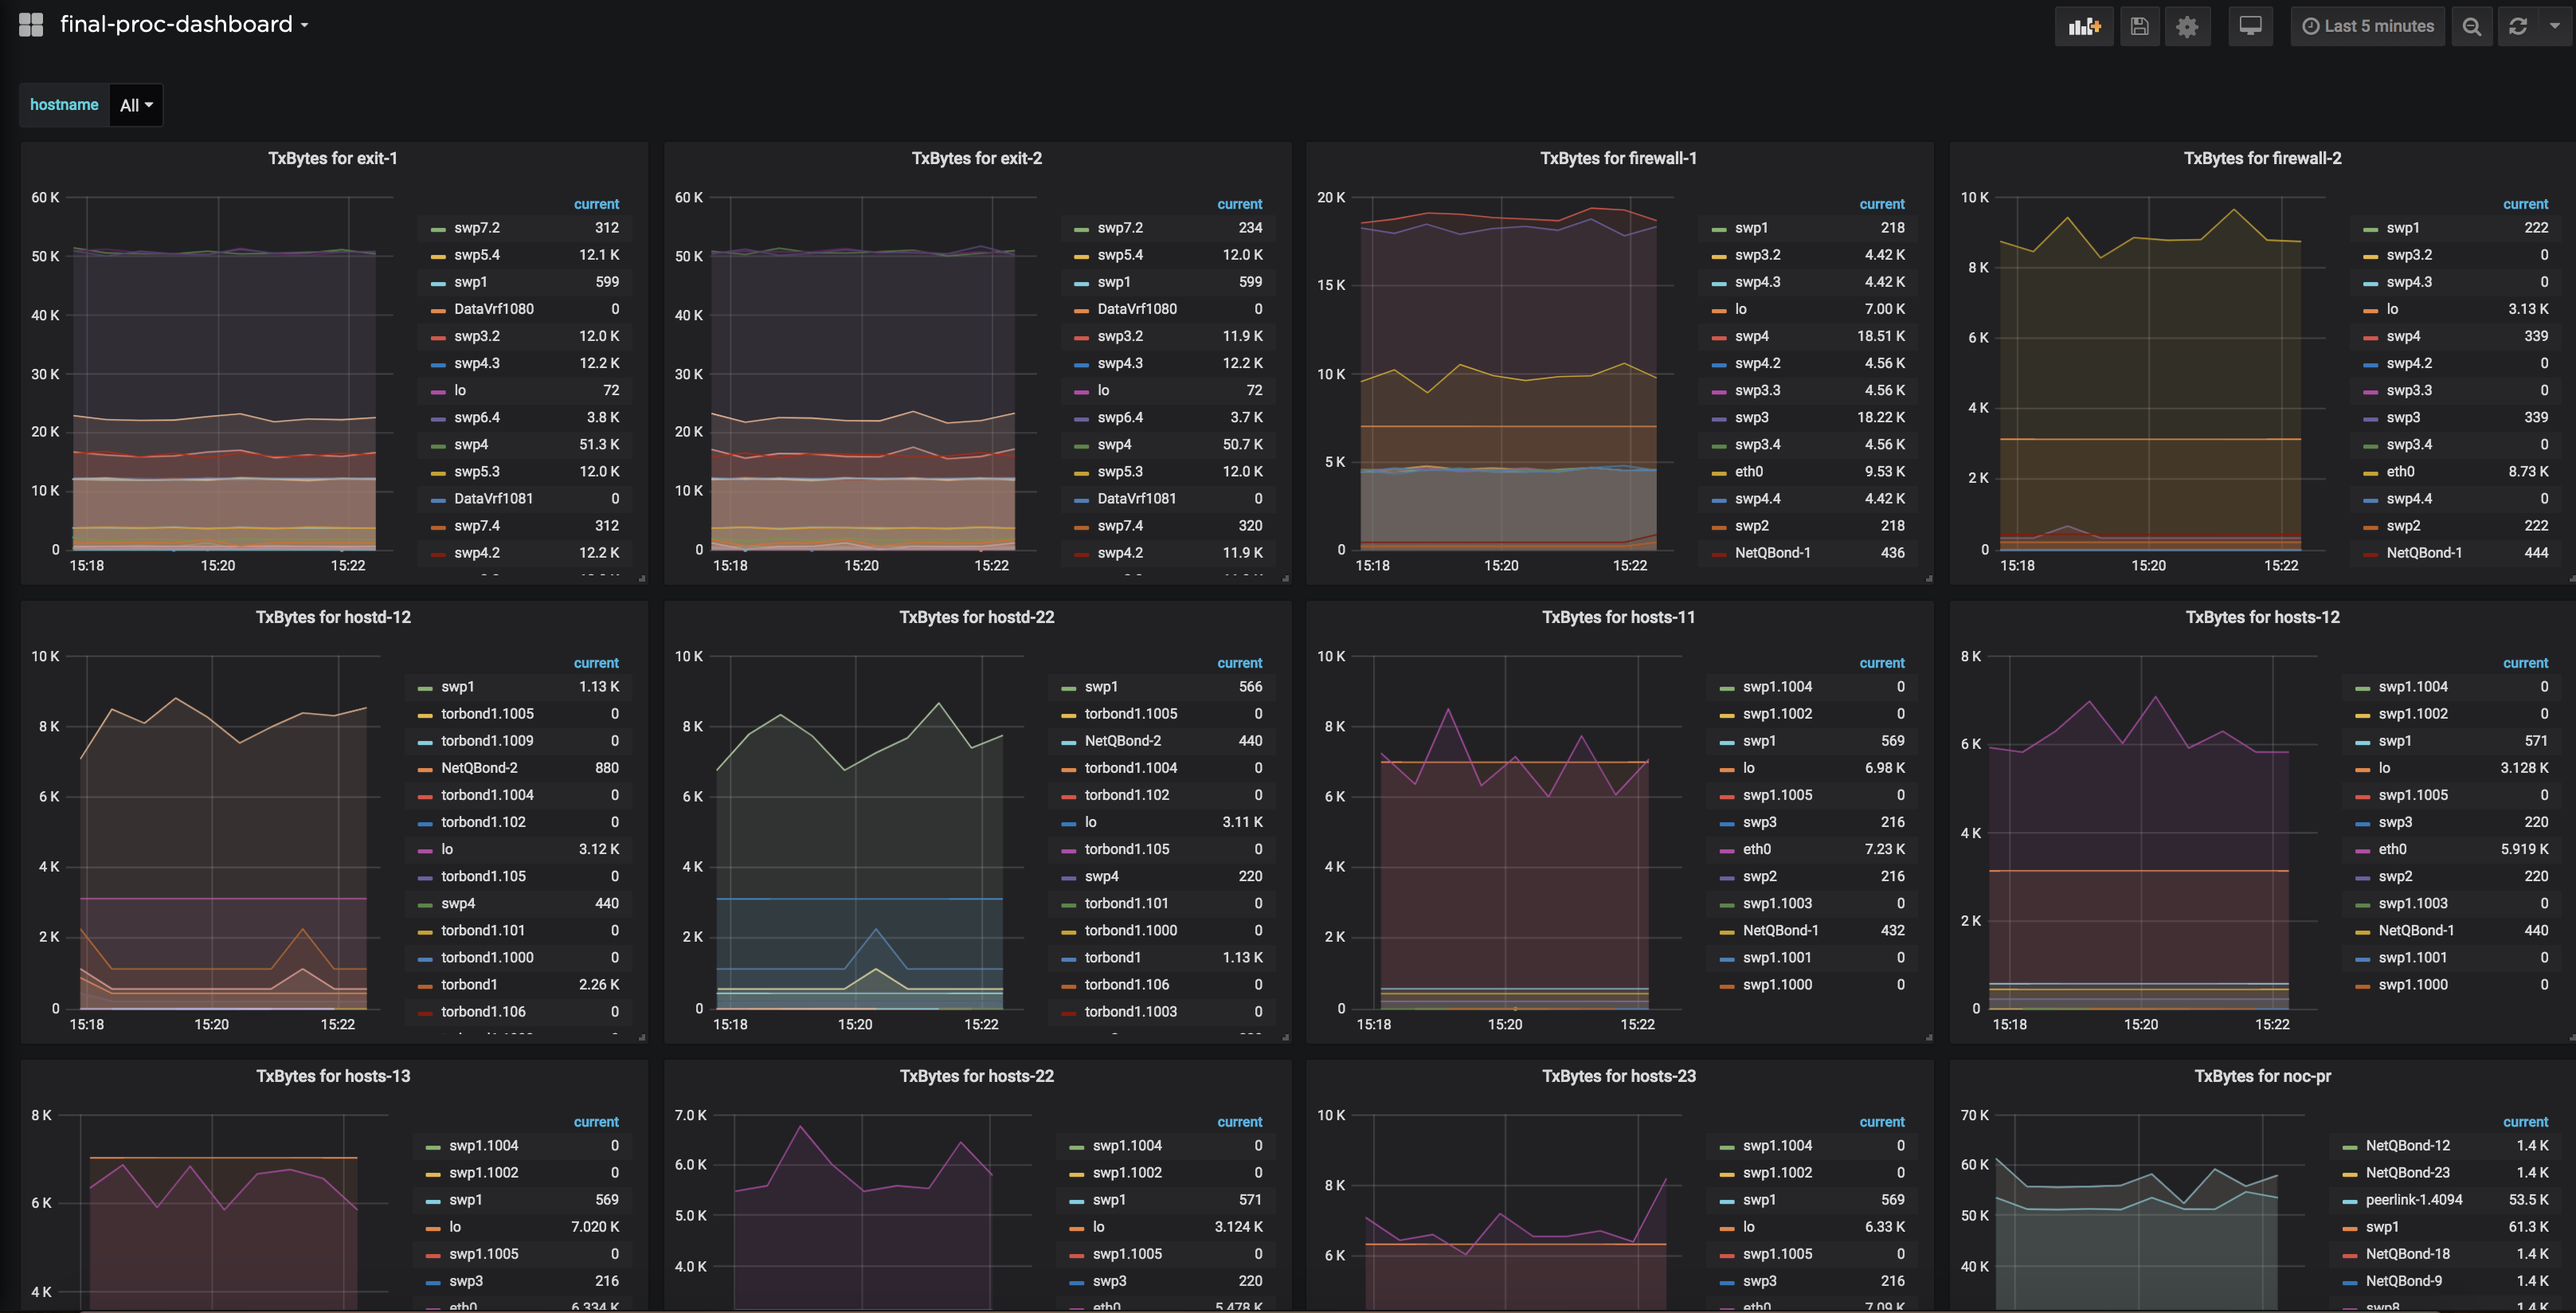 final-proc-dashboard
Last 5 minutes
hostname All
TxBytes for exit-1
60 K
50 K
40 K
30 K
20 K
10 K
0
15:18 15:20 15:22
current
swp7.2 312
swp5.4 12.1 K
swp1 599
DataVrf1080 0
swp3.2 12.0 K
swp4.3 12.2 K
lo 72
swp6.4 3.8 K
swp4 51.3 K
swp5.3 12.0 K
DataVrf1081 0
swp7.4 312
swp4.2 12.2 K
TxBytes for exit-2
60 K
50 K
40 K
30 K
20 K
10 K
0
15:18 15:20 15:22
current
swp7.2 234
swp5.4 12.0 K
swp1 599
DataVrf1080 0
swp3.2 11.9 K
swp4.3 12.2 K
lo 72
swp6.4 3.7 K
swp4 50.7 K
swp5.3 12.0 K
DataVrf1081 0
swp7.4 320
swp4.2 11.9 K
TxBytes for firewall-1
20 K
15 K
10 K
5 K
0
15:18 15:20 15:22
current
swp1 218
swp3.2 4.42 K
swp4.3 4.42 K
lo 7.00 K
swp4 18.51 K
swp4.2 4.56 K
swp3.3 4.56 K
swp3 18.22 K
swp3.4 4.56 K
eth0 9.53 K
swp4.4 4.42 K
swp2 218
NetQBond-1 436
TxBytes for firewall-2
10 K
8 K
6 K
4 K
2 K
0
15:18 15:20 15:22
current
swp1 222
swp3.2 0
swp4.3 0
lo 3.13 K
swp4 339
swp4.2 0
swp3.3 0
swp3 339
swp3.4 0
eth0 8.73 K
swp4.4 0
swp2 222
NetQBond-1 444
TxBytes for hostd-12
10 K
8 K
6 K
4 K
2 K
0
15:18 15:20 15:22
current
swp1 1.13 K
torbond1.1005 0
torbond1.1009 0
NetQBond-2 880
torbond1.1004 0
torbond1.102 0
lo 3.12 K
torbond1.105 0
swp4 440
torbond1.101 0
torbond1.1000 0
torbond1 2.26 K
torbond1.106 0
TxBytes for hostd-22
10 K
8 K
6 K
4 K
2 K
0
15:18 15:20 15:22
current
swp1 566
torbond1.1005 0
NetQBond-2 440
torbond1.1004 0
torbond1.102 0
lo 3.11 K
torbond1.105 0
swp4 220
torbond1.101 0
torbond1.1000 0
torbond1 1.13 K
torbond1.106 0
torbond1.1003 0
TxBytes for hosts-11
10 K
8 K
6 K
4 K
2 K
0
15:18 15:20 15:22
current
swp1.1004 0
swp1.1002 0
swp1 569
lo 6.98 K
swp1.1005 0
swp3 216
eth0 7.23 K
swp2 216
swp1.1003 0
NetQBond-1 432
swp1.1001 0
swp1.1000 0
TxBytes for hosts-12
8 K
6 K
4 K
2 K
0
15:18 15:20 15:22
current
swp1.1004 0
swp1.1002 0
swp1 571
lo 3.128 K
swp1.1005 0
swp3 220
eth0 5.919 K
swp2 220
swp1.1003 0
NetQBond-1 440
swp1.1001 0
swp1.1000 0
TxBytes for hosts-13
8 K
6 K
4 K
current
swp1.1004 0
swp1.1002 0
swp1 569
lo 7.020 K
swp1.1005 0
swp3 216
eth0 6.334 K
TxBytes for hosts-22
7.0 K
6.0 K
5.0 K
4.0 K
current
swp1.1004 0
swp1.1002 0
swp1 571
lo 3.124 K
swp1.1005 0
swp3 220
eth0 5.478 K
TxBytes for hosts-23
10 K
8 K
6 K
current
swp1.1004 0
swp1.1002 0
swp1 569
lo 6.33 K
swp1.1005 0
swp3 216
eth0 7.09 K
TxBytes for noc-pr
70 K
60 K
50 K
40 K
current
NetQBond-12 1.4 K
NetQBond-23 1.4 K
peerlink-1.4094 53.5 K
swp1 61.3 K
NetQBond-18 1.4 K
NetQBond-9 1.4 K
swp8 1.4 K